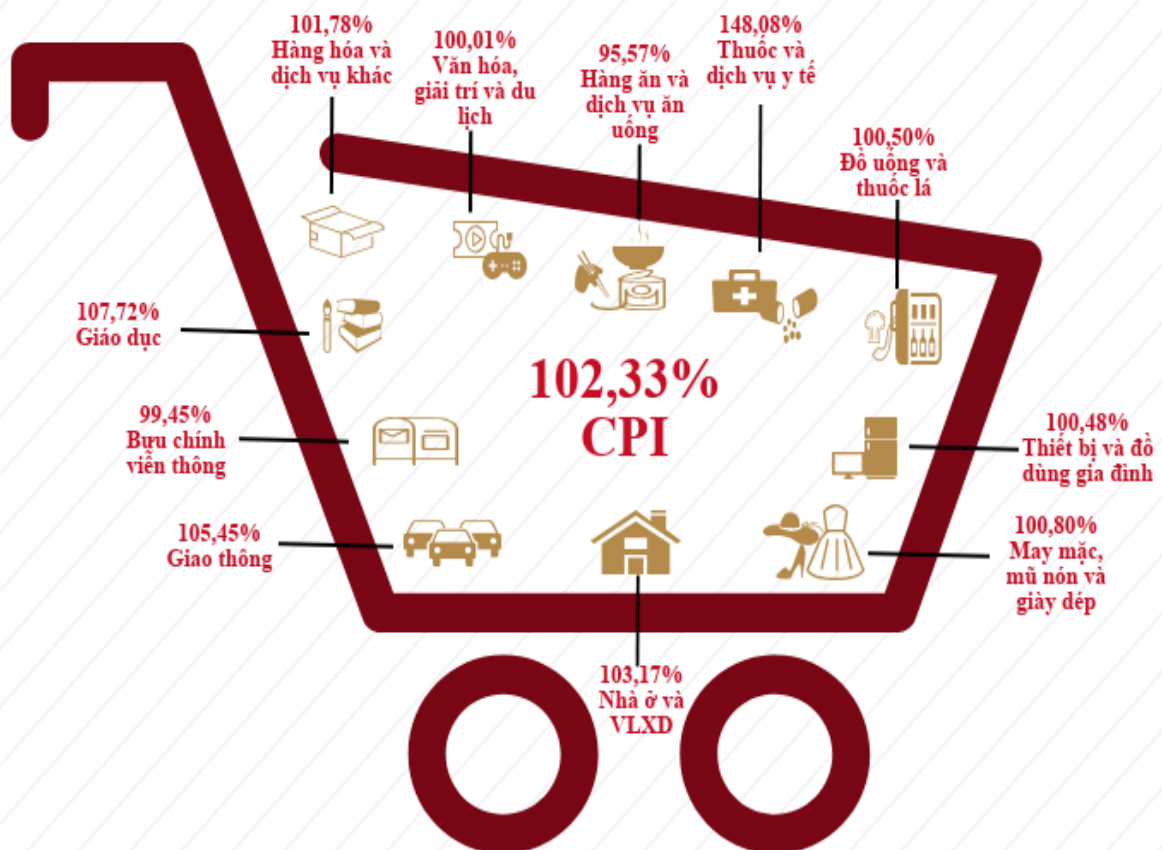 101,78%
Hàng hóa và
dịch vụ khác
100,01%
Văn hóa,
giải trí và du
lịch
95,57%
Hàng ăn và
dịch vụ ăn
uống
148,08%
Thuốc và
dịch vụ y tế
100,50%
Đồ uống và
thuốc lá
107,72%
Giáo dục
102,33%
CPI
99,45%
Bưu chính
viễn thông
100,48%
Thiết bị và đồ
dùng gia đình
105,45%
Giao thông
100,80%
May mặc,
mũ nón và
giày dép
103,17%
Nhà ở và
VLXD